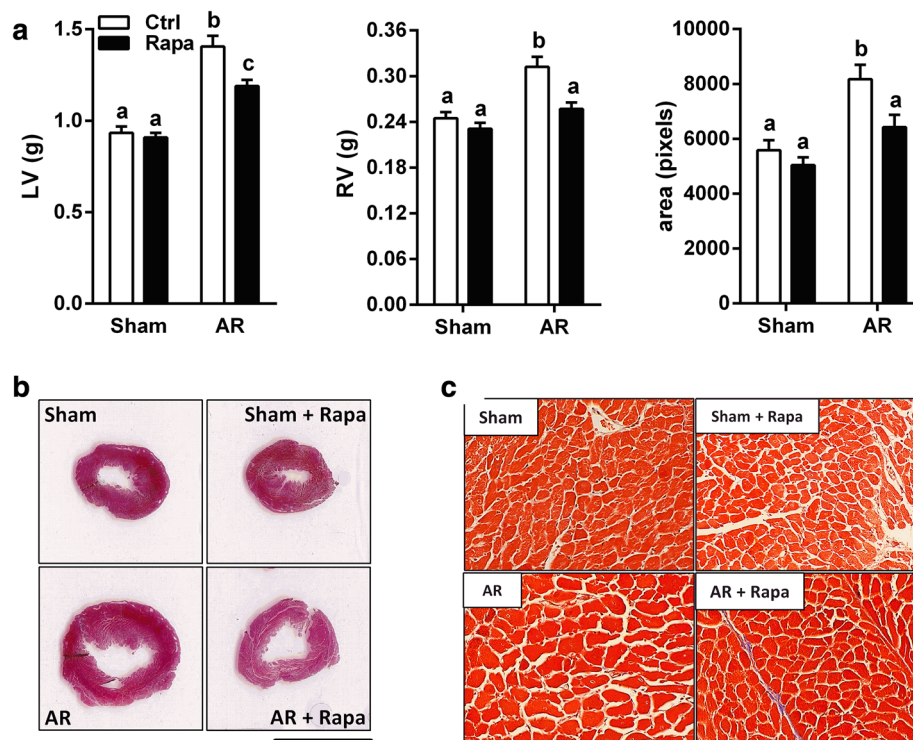 a
Ctrl
Rapa
LV (g)
1.5
1.0
0.5
0.0
a a b c
Sham AR
RV (g)
0.36
0.30
0.24
0.18
0.12
0.06
0.00
a a b a
Sham AR
area (pixels)
10000
8000
6000
4000
2000
0
a a b a
Sham AR
b
Sham
Sham + Rapa
AR
AR + Rapa
c
Sham
Sham + Rapa
AR
AR + Rapa